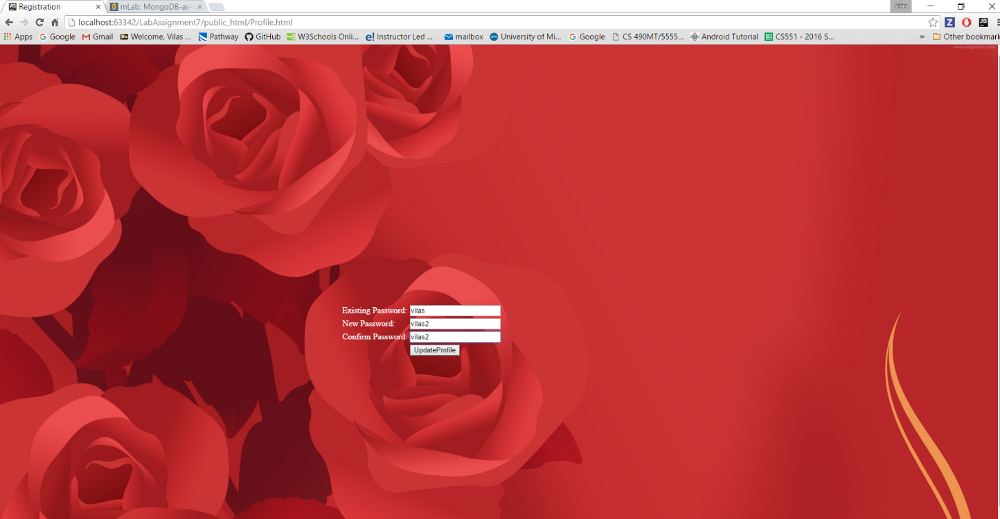 Registration
mLab: MongoDB-as-
Vilas
localhost:63342/LabAssignment7/public_html/Profile.html
Apps Google Gmail Welcome, Vilas ... Pathway GitHub W3Schools Onli... Instructor Led ... mailbox University of Mi... Google CS 490MT/5555... Android Tutorial CS551 - 2016 S... » Other bookmark
Existing Password: vilas
New Password: vilas2
Confirm Password: vilas2
UpdateProfile